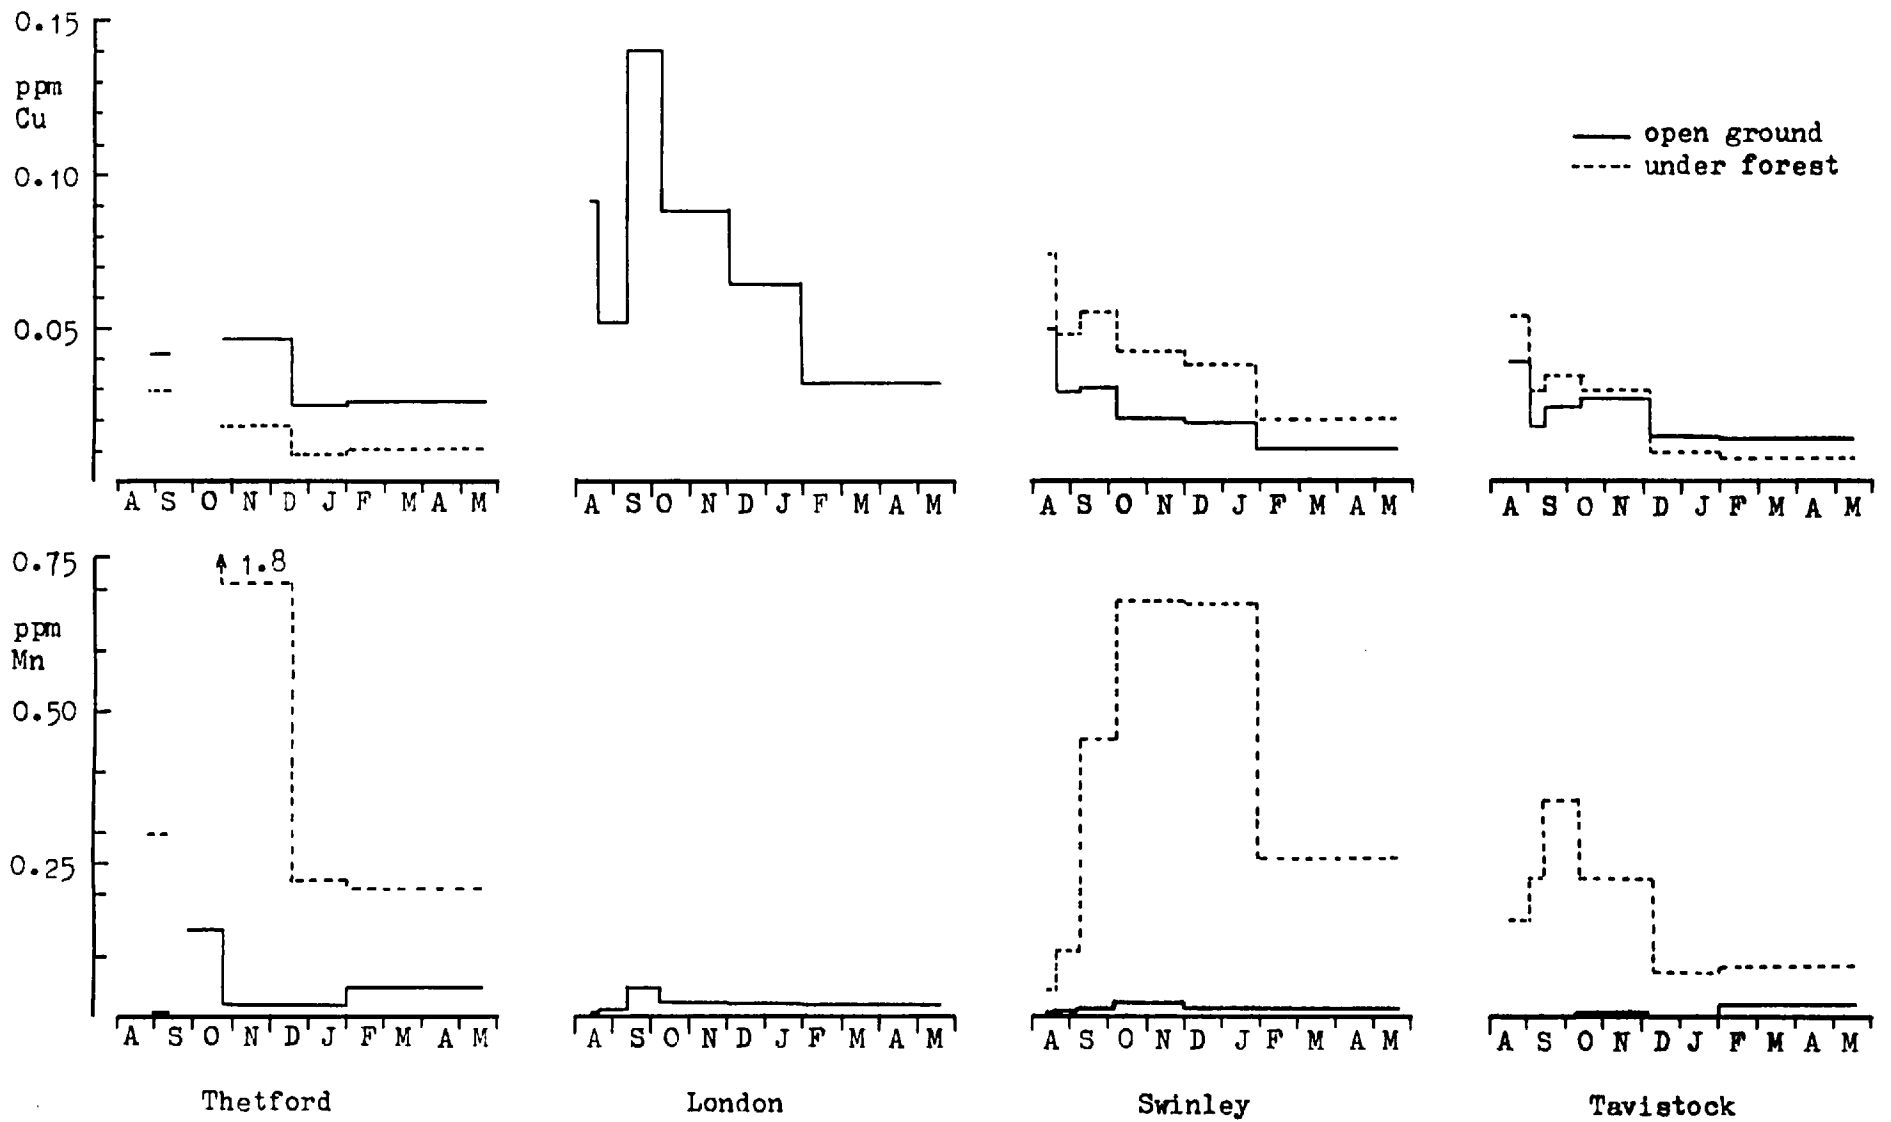 0.15
ppm
Cu
0.10
0.05
open ground
under forest
A S O N D J F M A M
A S O N D J F M A M
A S O N D J F M A M
A S O N D J F M A M
0.75
1.8
ppm
Mn
0.50
0.25
A S O N D J F M A M
A S O N D J F M A M
A S O N D J F M A M
A S O N D J F M A M
Thetford
London
Swinley
Tavistock